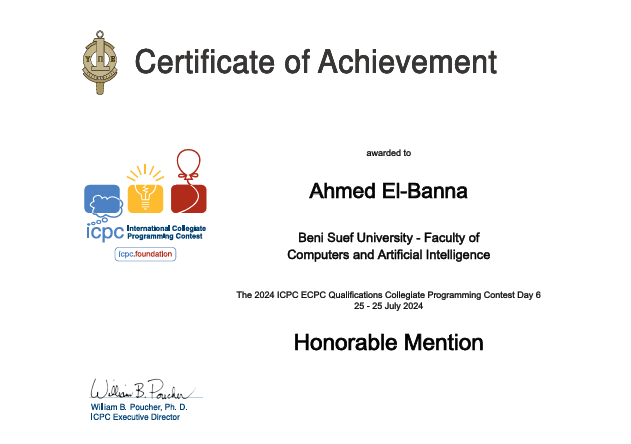 Certificate of Achievement
awarded to
Ahmed El-Banna
Beni Suef University - Faculty of
Computers and Artificial Intelligence
The 2024 ICPC ECPC Qualifications Collegiate Programming Contest Day 6
25 - 25 July 2024
Honorable Mention
icpc International Collegiate
Programming Contest
icpc.foundation
William B. Poucher
William B. Poucher, Ph. D.
ICPC Executive Director